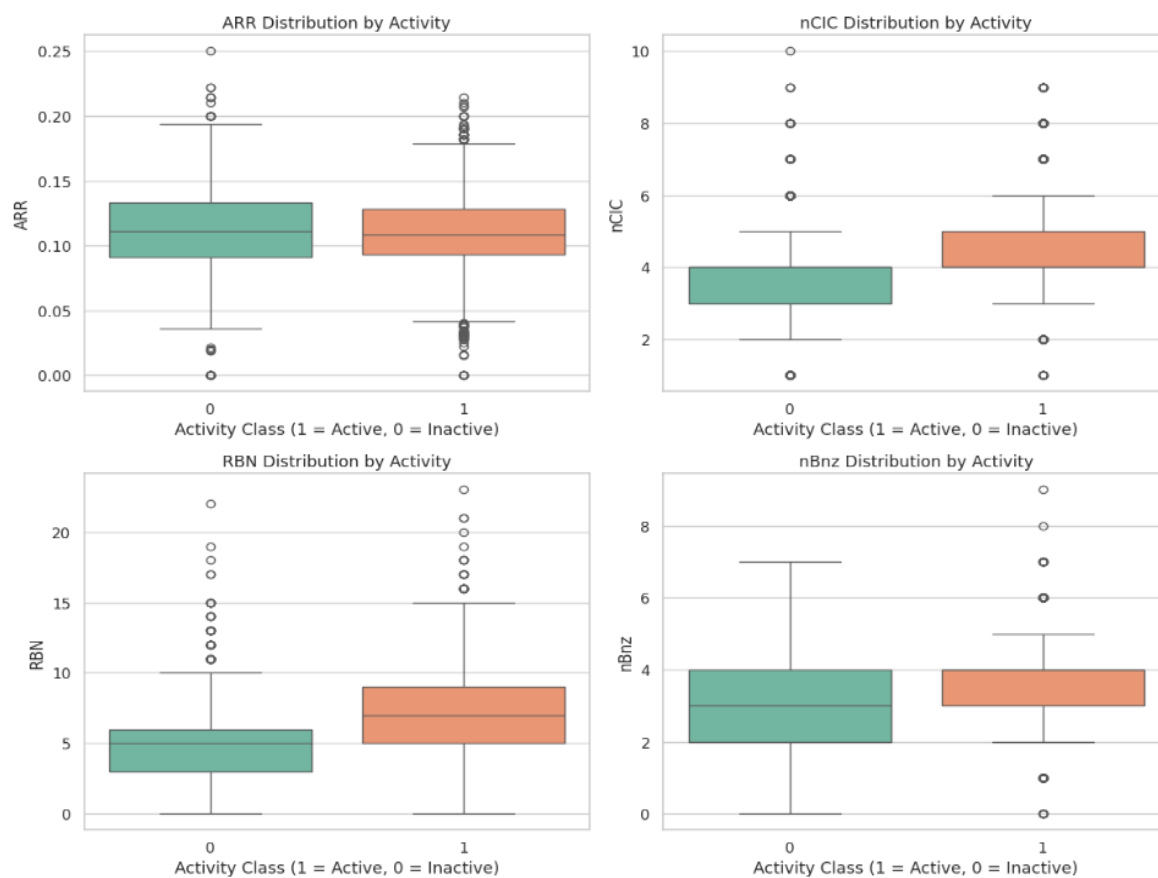 ARR Distribution by Activity
0.25
0.20
0.15
0.10
0.05
0.00
ARR
0 1
Activity Class (1 = Active, 0 = Inactive)
nCIC Distribution by Activity
10
8
6
4
2
nCIC
0 1
Activity Class (1 = Active, 0 = Inactive)
RBN Distribution by Activity
20
15
10
5
0
RBN
0 1
Activity Class (1 = Active, 0 = Inactive)
nBnz Distribution by Activity
8
6
4
2
0
nBnz
0 1
Activity Class (1 = Active, 0 = Inactive)